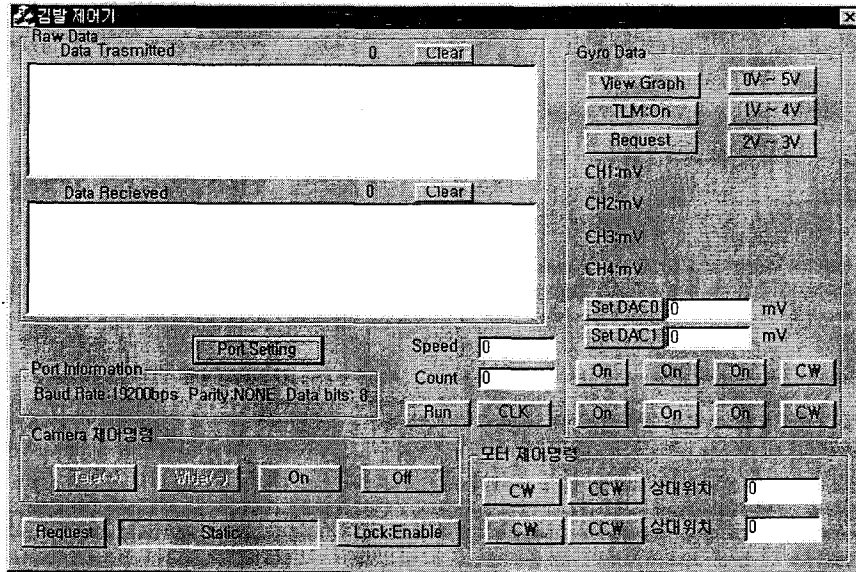 김발 제어기
Raw Data
Data Trasmitted 0 Clear
Data Recieved 0 Clear
Port Setting
Speed 0
Count 0
Run CLK
Port Information
Baud Rate:19200bps Parity:NONE Data bits: 8
Camera 제어명령
Tele(+) Wide(-) On Off
Request Static Lock:Enable
Gyro Data
View Graph 0V ~ 5V
TLM:On 1V ~ 4V
Request 2V ~ 3V
CH1:mV
CH2:mV
CH3:mV
CH4:mV
Set DAC0 0 mV
Set DAC1 0 mV
On On On CW
On On On CW
모터 제어명령
CW CCW 상대위치 0
CW CCW 상대위치 0